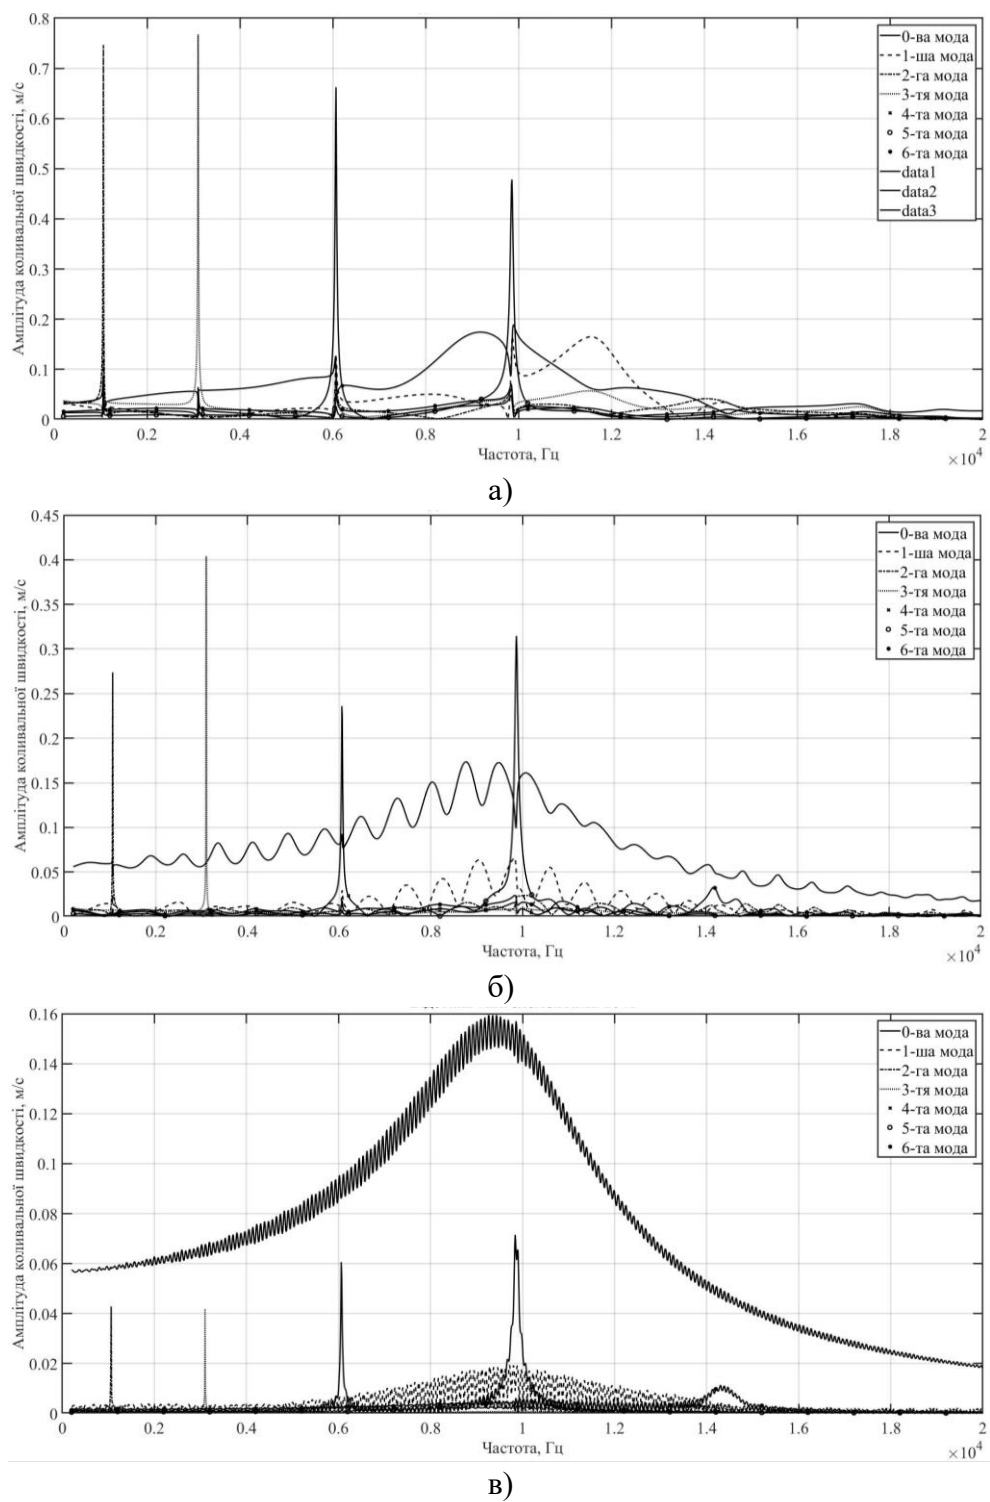 0.8
0.7
0.6
0.5
0.4
0.3
0.2
0.1
0
Амплітуда коливальної швидкості, м/с
0-ва мода
1-ша мода
2-га мода
3-тя мода
4-та мода
5-та мода
6-та мода
data1
data2
data3
0 0.2 0.4 0.6 0.8 1 1.2 1.4 1.6 1.8 2
Частота, Гц
×10⁴
а)
0.45
0.4
0.35
0.3
0.25
0.2
0.15
0.1
0.05
0
Амплітуда коливальної швидкості, м/с
0-ва мода
1-ша мода
2-га мода
3-тя мода
4-та мода
5-та мода
6-та мода
0 0.2 0.4 0.6 0.8 1 1.2 1.4 1.6 1.8 2
Частота, Гц
×10⁴
б)
0.16
0.14
0.12
0.1
0.08
0.06
0.04
0.02
0
Амплітуда коливальної швидкості, м/с
0-ва мода
1-ша мода
2-га мода
3-тя мода
4-та мода
5-та мода
6-та мода
0 0.2 0.4 0.6 0.8 1 1.2 1.4 1.6 1.8 2
Частота, Гц
×10⁴
в)